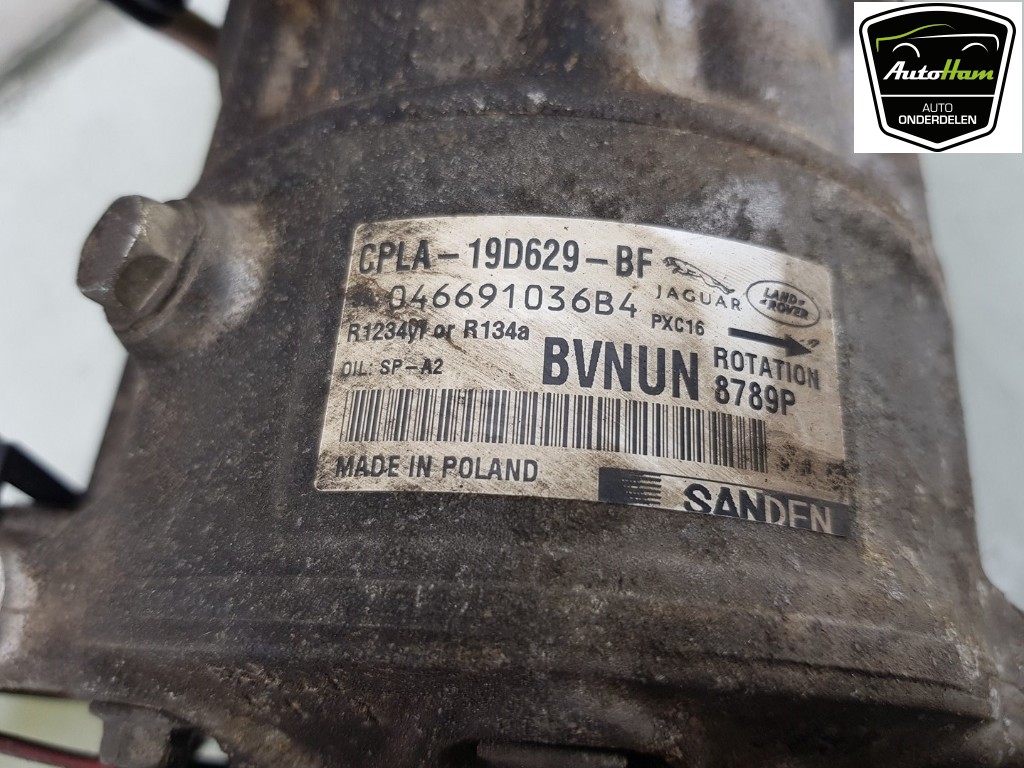 AutoHam
AUTO
ONDERDELEN
CPLA-19D629-BF
JAGUAR
LAND ROVER
046691036B4
PXC16
R1234yf or R134a
BVNUN
ROTATION
OIL: SP-A2
8789P
MADE IN POLAND
SANDEN